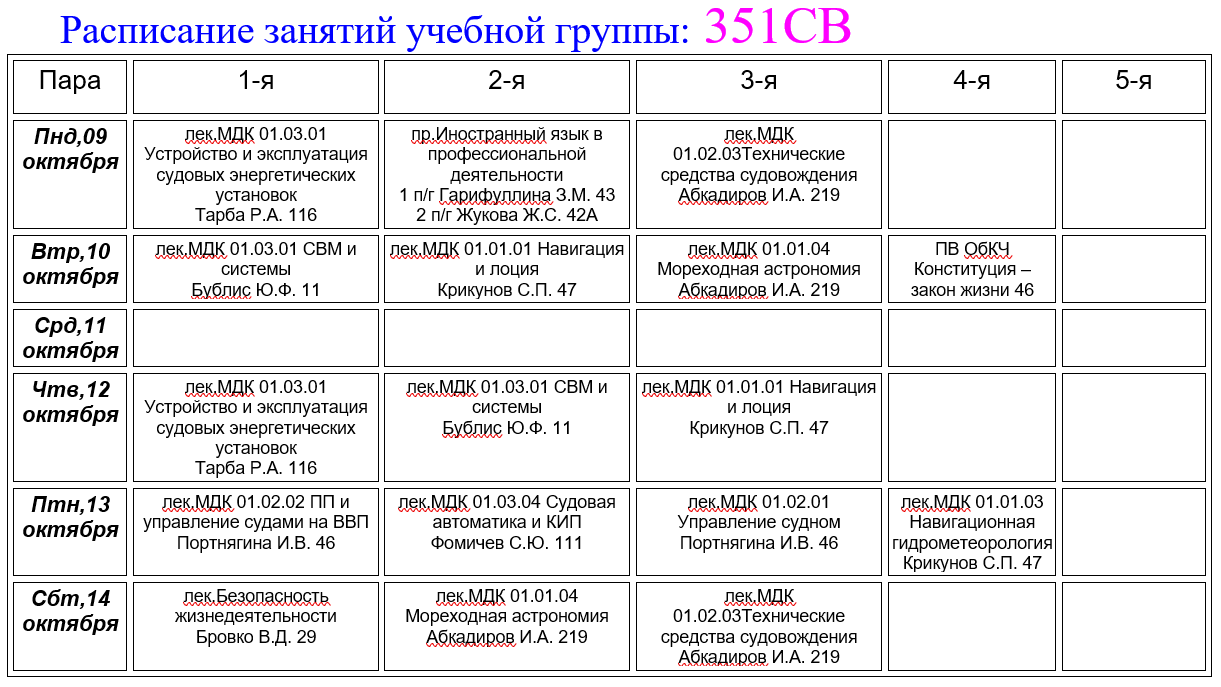 Расписание занятий учебной группы: 351СВ
Пара
1-я
2-я
3-я
4-я
5-я
Пнд,09
октября
лек.МДК 01.03.01
Устройство и эксплуатация
судовых энергетических
установок
Тарба Р.А. 116
пр.Иностранный язык в
профессиональной
деятельности
1 п/г Гарифуллина З.М. 43
2 п/г Жукова Ж.С. 42А
лек.МДК
01.02.03Технические
средства судовождения
Абкадиров И.А. 219
Втр,10
октября
лек.МДК 01.03.01 СВМ и
системы
Бублис Ю.Ф. 11
лек.МДК 01.01.01 Навигация
и лоция
Крикунов С.П. 47
лек.МДК 01.01.04
Мореходная астрономия
Абкадиров И.А. 219
ПВ ОбКЧ
Конституция –
закон жизни 46
Срд,11
октября
Чтв,12
октября
лек.МДК 01.03.01
Устройство и эксплуатация
судовых энергетических
установок
Тарба Р.А. 116
лек.МДК 01.03.01 СВМ и
системы
Бублис Ю.Ф. 11
лек.МДК 01.01.01 Навигация
и лоция
Крикунов С.П. 47
Птн,13
октября
лек.МДК 01.02.02 ПП и
управление судами на ВВП
Портнягина И.В. 46
лек.МДК 01.03.04 Судовая
автоматика и КИП
Фомичев С.Ю. 111
лек.МДК 01.02.01
Управление судном
Портнягина И.В. 46
лек.МДК 01.01.03
Навигационная
гидрометеорология
Крикунов С.П. 47
Сбт,14
октября
лек.Безопасность
жизнедеятельности
Бровко В.Д. 29
лек.МДК 01.01.04
Мореходная астрономия
Абкадиров И.А. 219
лек.МДК
01.02.03Технические
средства судовождения
Абкадиров И.А. 219